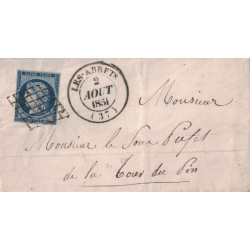 LES-ABRETS
2
AOUT
1851
(37)
Monsieur
Monsieur le Sous Préfet
de la Tour du Pin